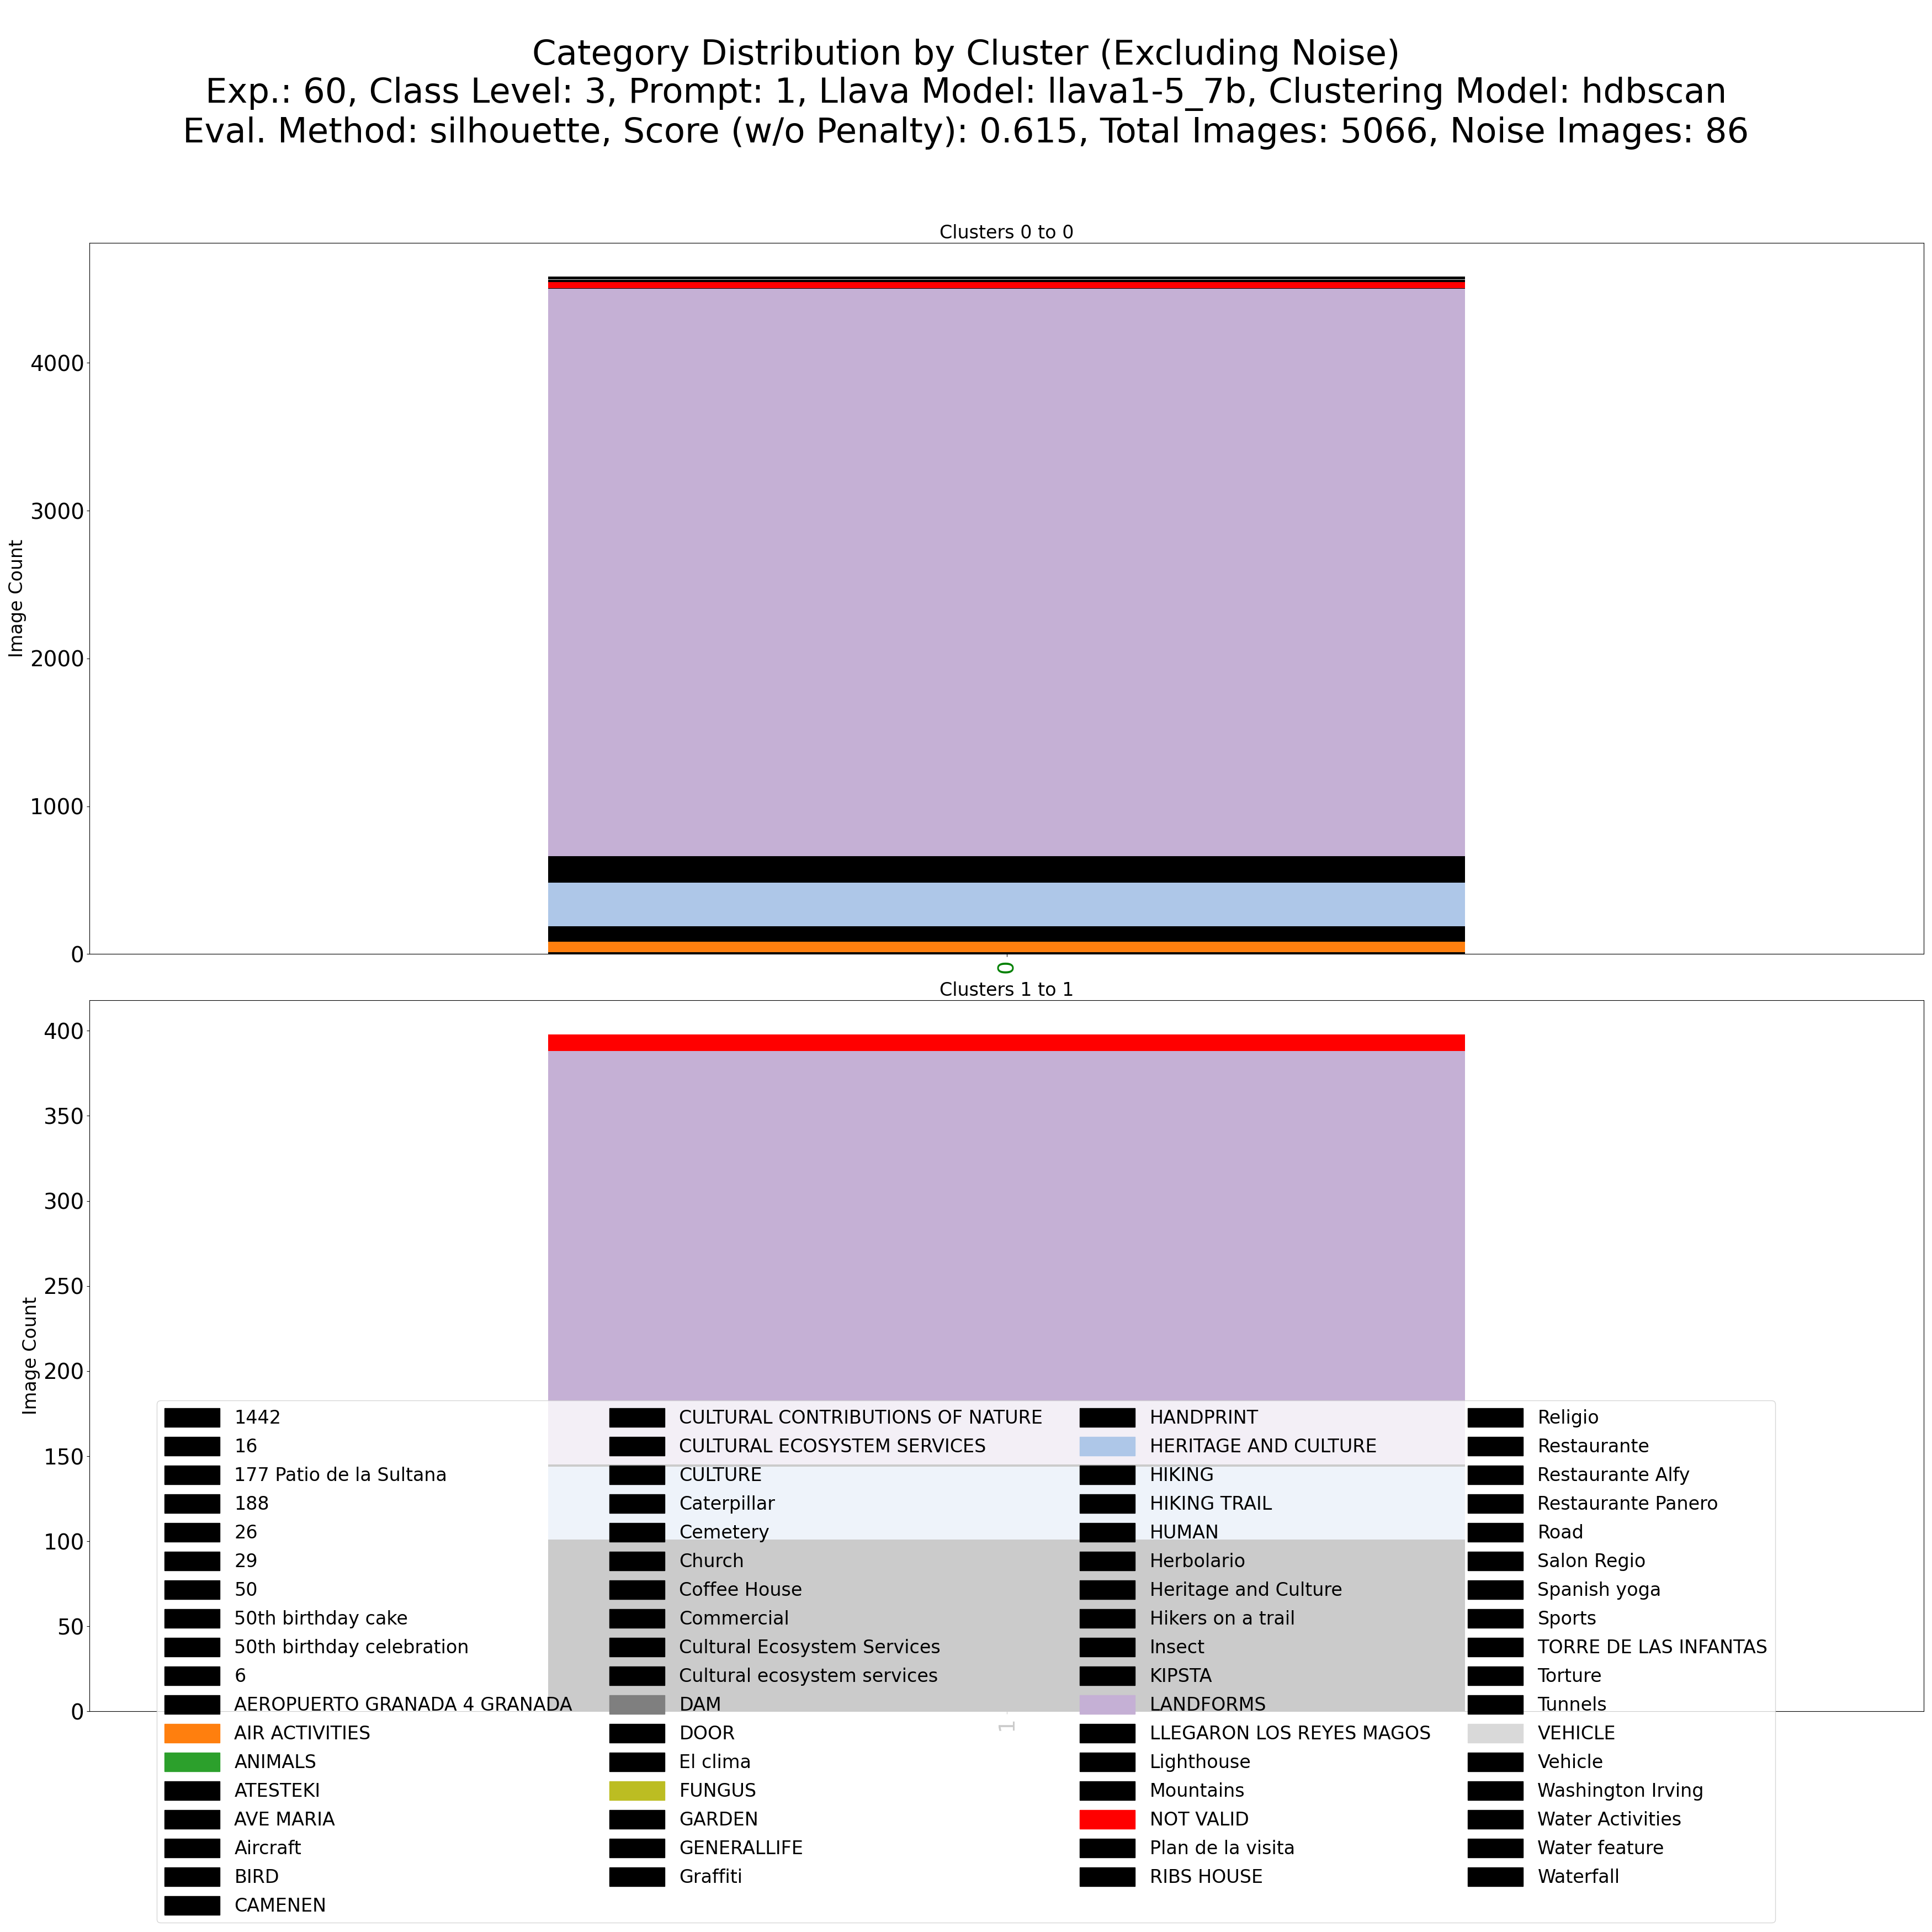 Category Distribution by Cluster (Excluding Noise)
Exp.: 60, Class Level: 3, Prompt: 1, Llava Model: llava1-5_7b, Clustering Model: hdbscan
Eval. Method: silhouette, Score (w/o Penalty): 0.615, Total Images: 5066, Noise Images: 86
Clusters 0 to 0
Image Count
4000
3000
2000
1000
0
0
Clusters 1 to 1
Image Count
400
350
300
250
200
150
100
50
0
1
1442
16
177 Patio de la Sultana
188
26
29
50
50th birthday cake
50th birthday celebration
6
AEROPUERTO GRANADA 4 GRANADA
AIR ACTIVITIES
ANIMALS
ATESTEKI
AVE MARIA
Aircraft
BIRD
CAMENEN
CULTURAL CONTRIBUTIONS OF NATURE
CULTURAL ECOSYSTEM SERVICES
CULTURE
Caterpillar
Cemetery
Church
Coffee House
Commercial
Cultural Ecosystem Services
Cultural ecosystem services
DAM
DOOR
El clima
FUNGUS
GARDEN
GENERALLIFE
Graffiti
HANDPRINT
HERITAGE AND CULTURE
HIKING
HIKING TRAIL
HUMAN
Herbolario
Heritage and Culture
Hikers on a trail
Insect
KIPSTA
LANDFORMS
LLEGARON LOS REYES MAGOS
Lighthouse
Mountains
NOT VALID
Plan de la visita
RIBS HOUSE
Religio
Restaurante
Restaurante Alfy
Restaurante Panero
Road
Salon Regio
Spanish yoga
Sports
TORRE DE LAS INFANTAS
Torture
Tunnels
VEHICLE
Vehicle
Washington Irving
Water Activities
Water feature
Waterfall